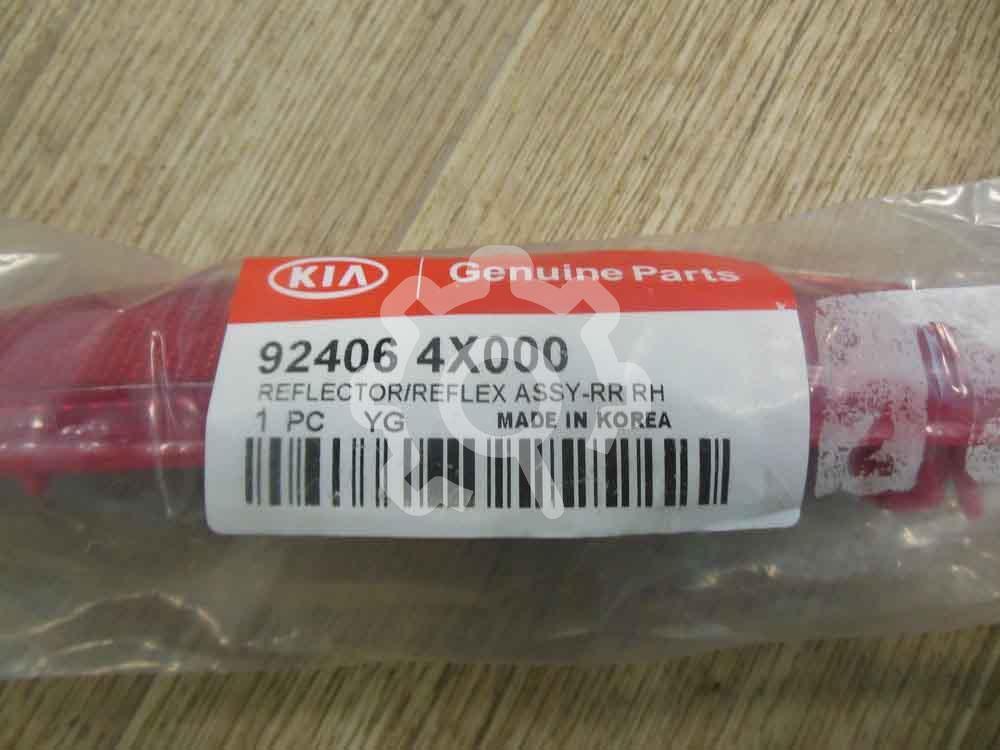 KIA Genuine Parts
92406 4X000
REFLECTOR/REFLEX ASSY-RR RH
1 PC YG MADE IN KOREA